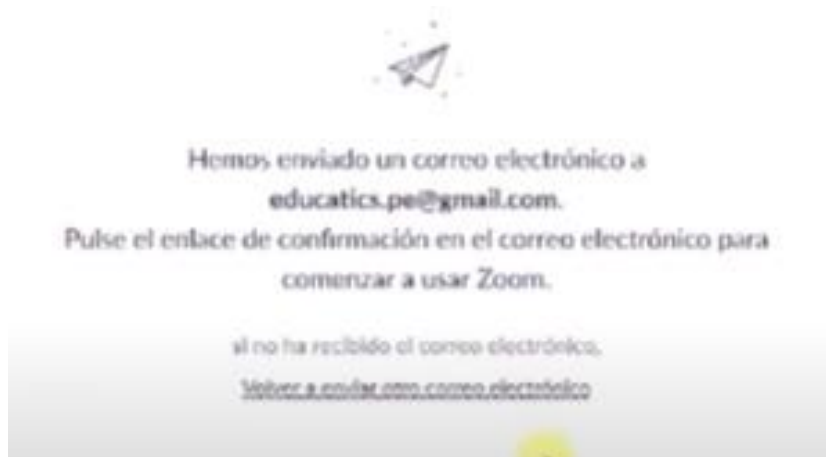 Hemos enviado un correo electrónico a
educatics.pe@gmail.com.
Pulse el enlace de confirmación en el correo electrónico para
comenzar a usar Zoom.
si no ha recibido el correo electrónico,
Volver a enviar otro correo electrónico